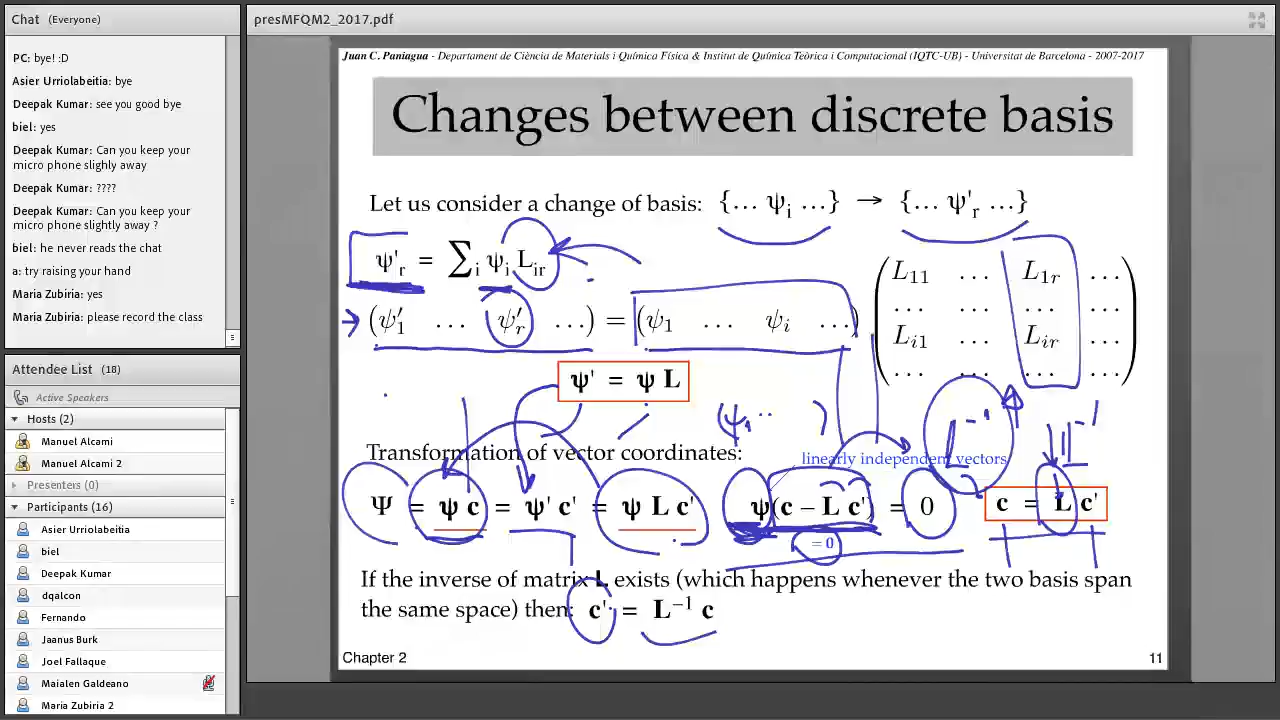 Chat (Everyone)
PC: bye! :D
Asier Urriolabeitia: bye
Deepak Kumar: see you good bye
biel: yes
Deepak Kumar: Can you keep your
micro phone slighly away
Deepak Kumar: ????
Deepak Kumar: Can you keep your
micro phone slighly away ?
biel: he never reads the chat
a: try raising your hand
Maria Zubiria: yes
Maria Zubiria: please record the class
Attendee List (18)
Active Speakers
Hosts (2)
Manuel Alcami
Manuel Alcami 2
Presenters (0)
Participants (16)
Asier Urriolabeitia
biel
Deepak Kumar
dqalcon
Fernando
Jaanus Burk
Joel Fallaque
Maialen Galdeano
Maria Zubiria 2
presMFQM2_2017.pdf
Juan C. Paniagua - Departament de Ciència de Materials i Química Física & Institut de Química Teòrica i Computacional (IQTC-UB) - Universitat de Barcelona - 2007-2017
Changes between discrete basis
Let us consider a change of basis: {… ψi …} → {… ψ'r …}
ψ'r = ∑i ψi Lir
(ψ′1 … ψ′r …) = (ψ1 … ψi …)
L11 … L1r …
… … … …
Li1 … Lir …
… … … …
ψ' = ψ L
(ψ1 ·· )
L⁻¹
L⁻¹
Transformation of vector coordinates:
linearly independent vectors
Ψ = ψ c = ψ' c' = ψ L c' ψ(c – L c') = 0 c = L c'
= 0
If the inverse of matrix L exists (which happens whenever the two basis span
the same space) then: c' = L⁻¹ c
Chapter 2
11